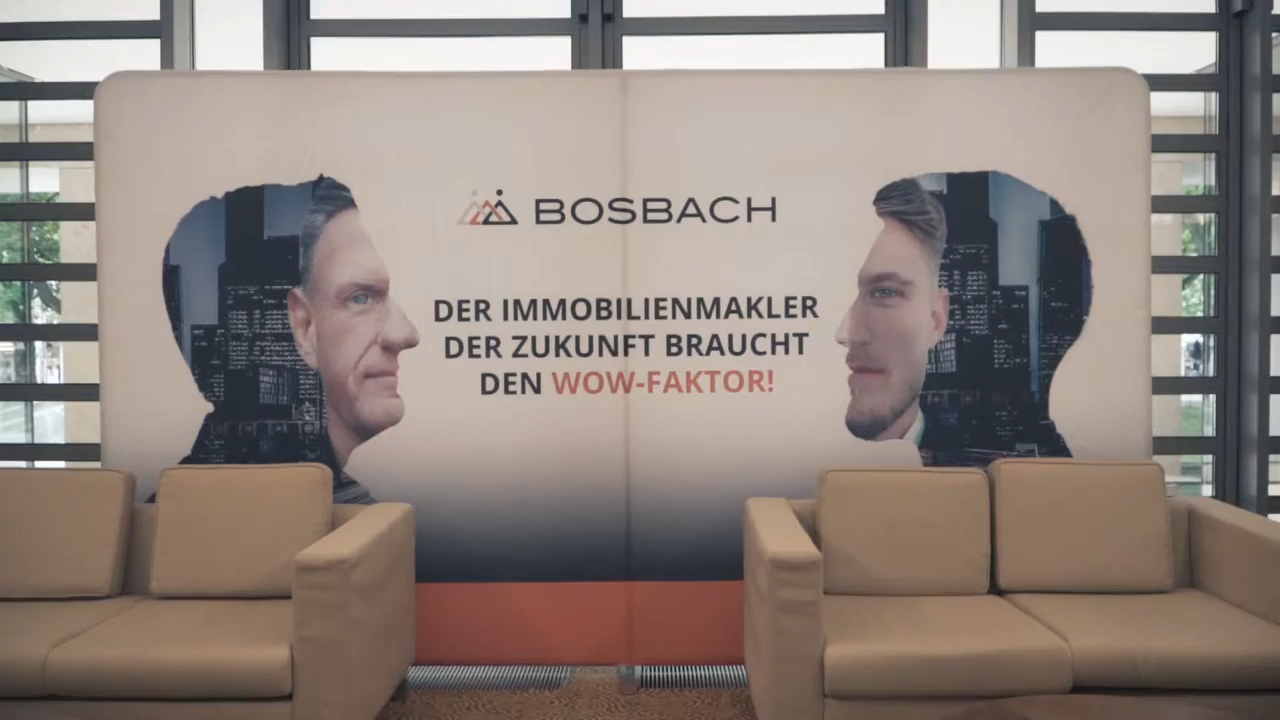 BOSBACH
DER IMMOBILIENMAKLER
DER ZUKUNFT BRAUCHT
DEN WOW-FAKTOR!